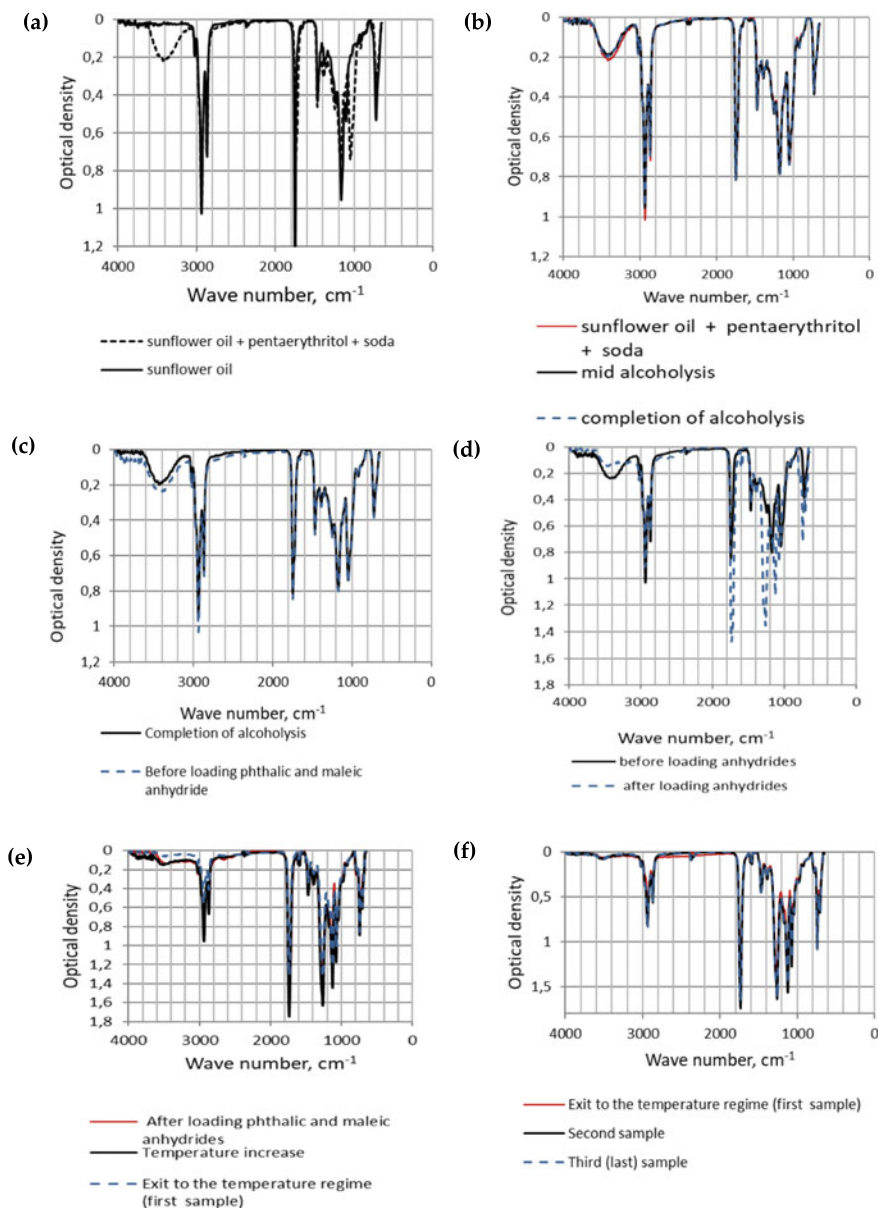 (a)
0
0,2
0,4
0,6
0,8
1
1,2
Optical density
4000 3000 2000 1000 0
Wave number, cm-1
sunflower oil + pentaerythritol + soda
sunflower oil
(b)
0
0,2
0,4
0,6
0,8
1
1,2
Optical density
4000 3000 2000 1000 0
Wave number, cm-1
sunflower oil + pentaerythritol
+ soda
mid alcoholysis
completion of alcoholysis
(c)
0
0,2
0,4
0,6
0,8
1
1,2
Optical density
4000 3000 2000 1000 0
Wave number, cm-1
Completion of alcoholysis
Before loading phthalic and maleic
anhydride
(d)
0
0,2
0,4
0,6
0,8
1
1,2
1,4
1,6
1,8
Optical density
4000 3000 2000 1000 0
Wave number, cm-1
before loading anhydrides
after loading anhydrides
(e)
0
0,2
0,4
0,6
0,8
1
1,2
1,4
1,6
1,8
Optical density
4000 3000 2000 1000 0
Wave number, cm-1
After loading phthalic and maleic
anhydrides
Temperature increase
Exit to the temperature regime
(first sample)
(f)
0
0,5
1
1,5
Optical density
4000 3000 2000 1000 0
Wave number, cm-1
Exit to the temperature regime (first sample)
Second sample
Third (last) sample